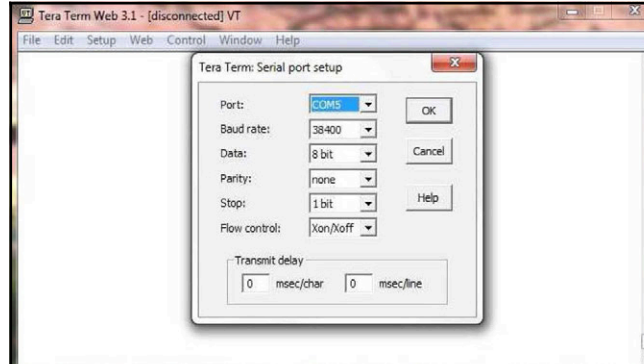 VT Tera Term Web 3.1 - [disconnected] VT
File Edit Setup Web Control Window Help
Tera Term: Serial port setup
Port: COM5 OK
Baud rate: 38400
Data: 8 bit Cancel
Parity: none
Stop: 1 bit Help
Flow control: Xon/Xoff
Transmit delay
0 msec/char 0 msec/line